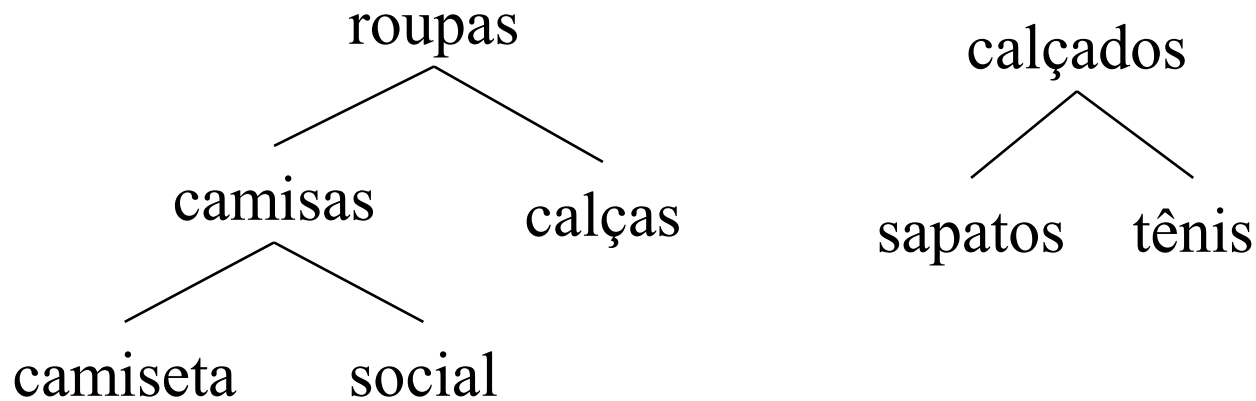 roupas
calçados
camisas
calças
sapatos
tênis
camiseta
social